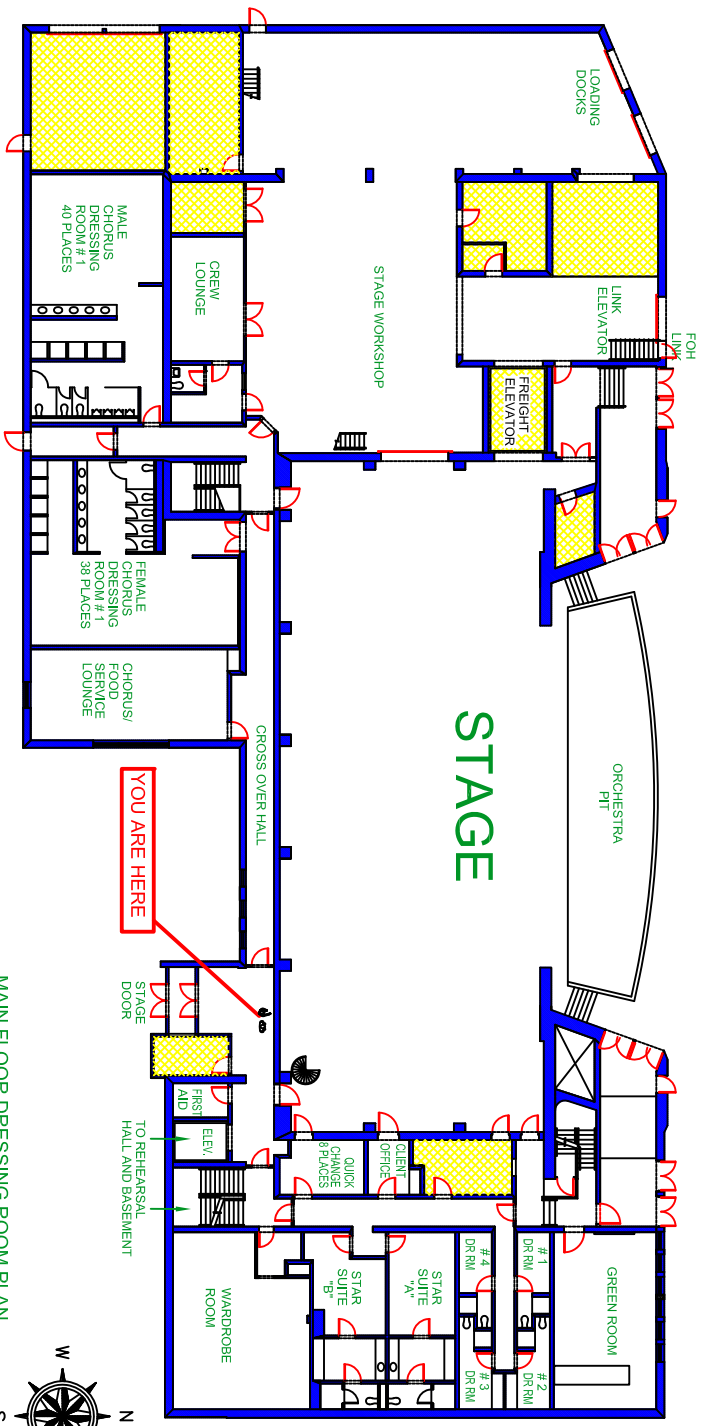 LOADING
DOCKS
FOH
LINK
LINK
ELEVATOR
FREIGHT
ELEVATOR
STAGE WORKSHOP
CREW
LOUNGE
MALE
CHORUS
DRESSING
ROOM # 1
40 PLACES
FEMALE
CHORUS
DRESSING
ROOM # 1
38 PLACES
CHORUS/
FOOD
SERVICE
LOUNGE
CROSS OVER HALL
STAGE
ORCHESTRA
PIT
YOU ARE HERE
STAGE
DOOR
FIRST
AID
ELEV.
TO REHEARSAL
HALL AND BASEMENT
QUICK
CHANGE
8 PLACES
CLIENT
OFFICE
STAR
SUITE
"A"
STAR
SUITE
"B"
# 1
DR RM
# 2
DR RM
# 3
DR RM
# 4
DR RM
GREEN ROOM
WARDROBE
ROOM
MAIN FLOOR DRESSING ROOM PLAN
W
N
S